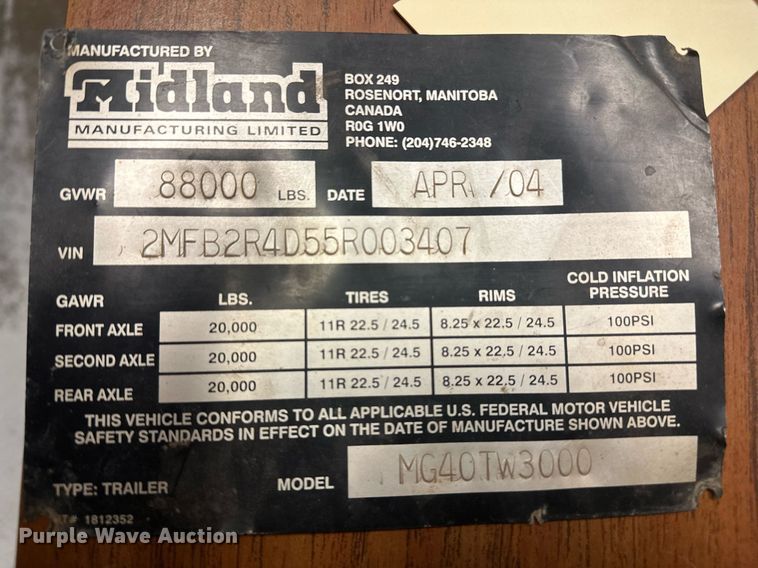 MANUFACTURED BY
Midland
MANUFACTURING LIMITED
BOX 249
ROSENORT, MANITOBA
CANADA
R0G 1W0
PHONE: (204)746-2348
GVWR 88000 LBS. DATE APR /04
VIN 2MFB2R4D55R003407
GAWR LBS. TIRES RIMS COLD INFLATION PRESSURE
FRONT AXLE 20,000 11R 22.5 / 24.5 8.25 x 22.5 / 24.5 100PSI
SECOND AXLE 20,000 11R 22.5 / 24.5 8.25 x 22.5 / 24.5 100PSI
REAR AXLE 20,000 11R 22.5 / 24.5 8.25 x 22.5 / 24.5 100PSI
THIS VEHICLE CONFORMS TO ALL APPLICABLE U.S. FEDERAL MOTOR VEHICLE
SAFETY STANDARDS IN EFFECT ON THE DATE OF MANUFACTURE SHOWN ABOVE.
TYPE: TRAILER MODEL MG40TW3000
1812352
Purple Wave Auction